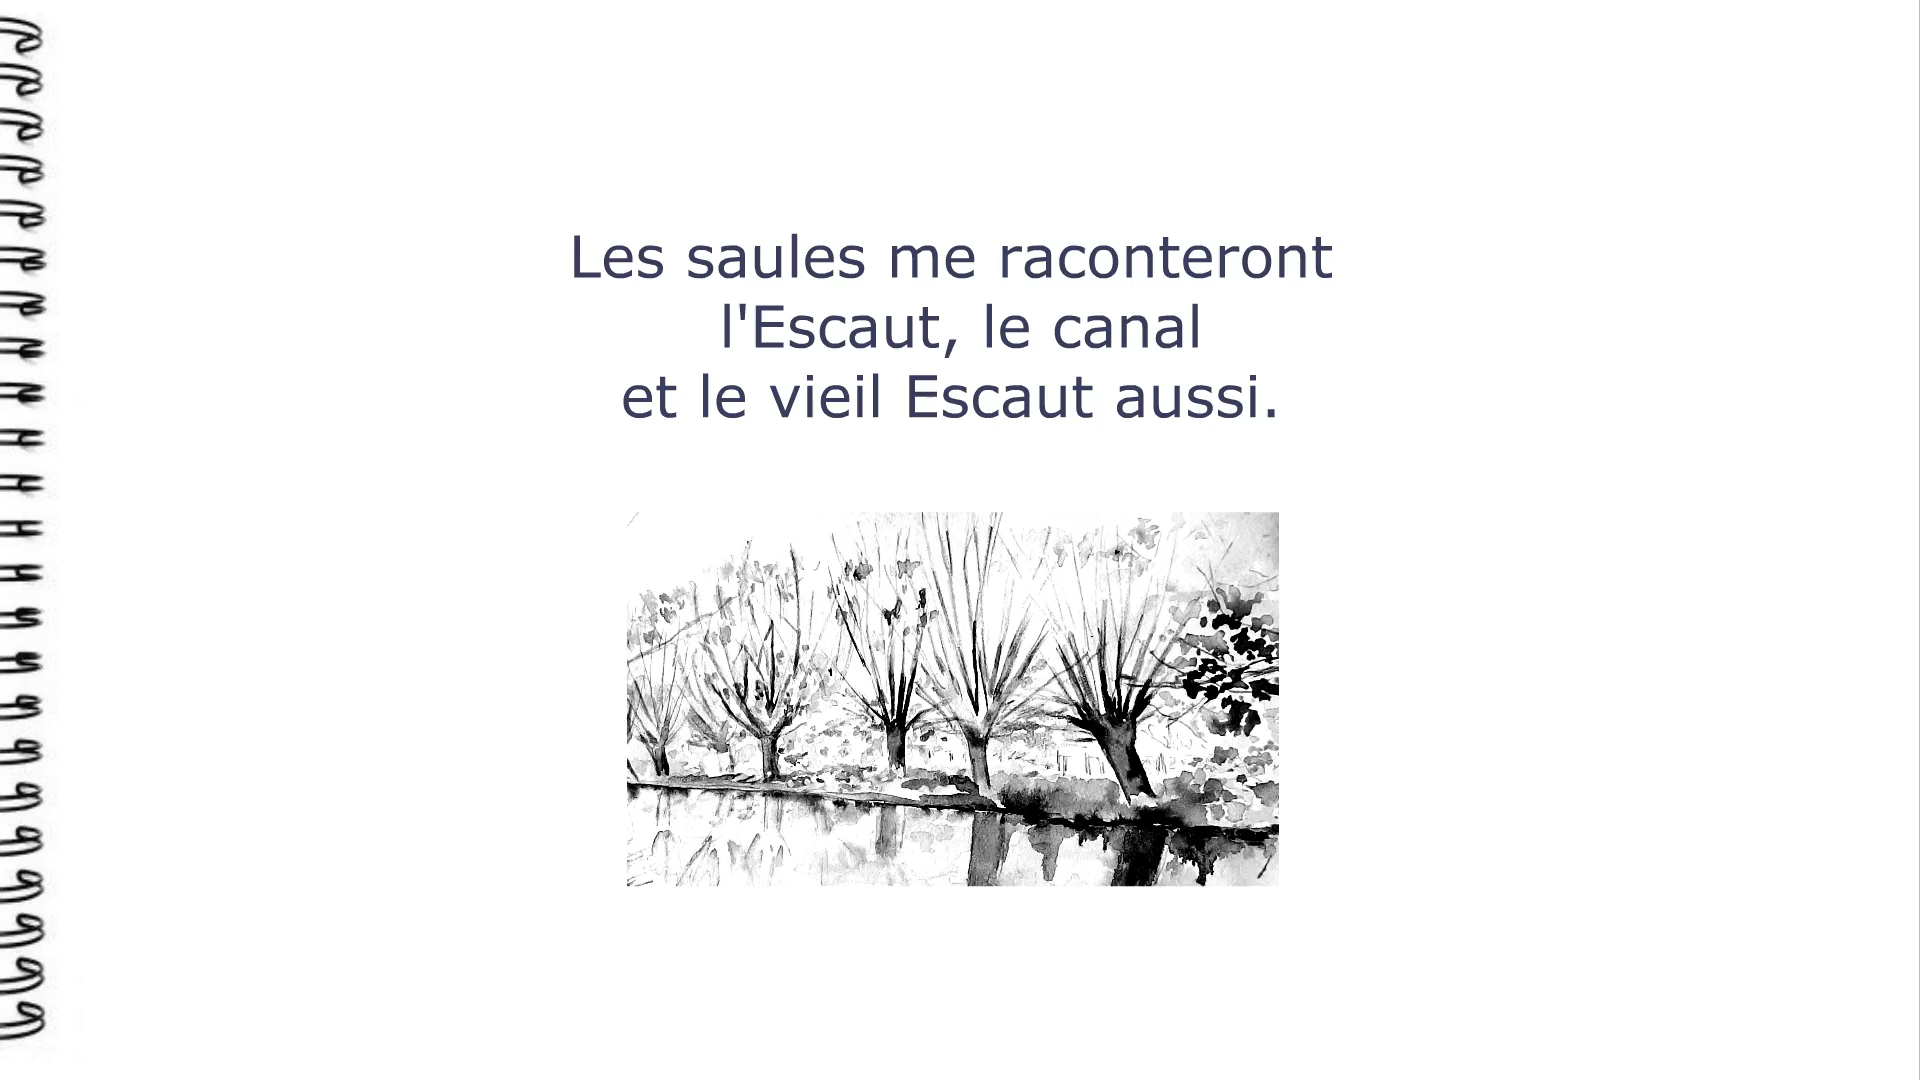 Les saules me raconteront
l'Escaut, le canal
et le vieil Escaut aussi.